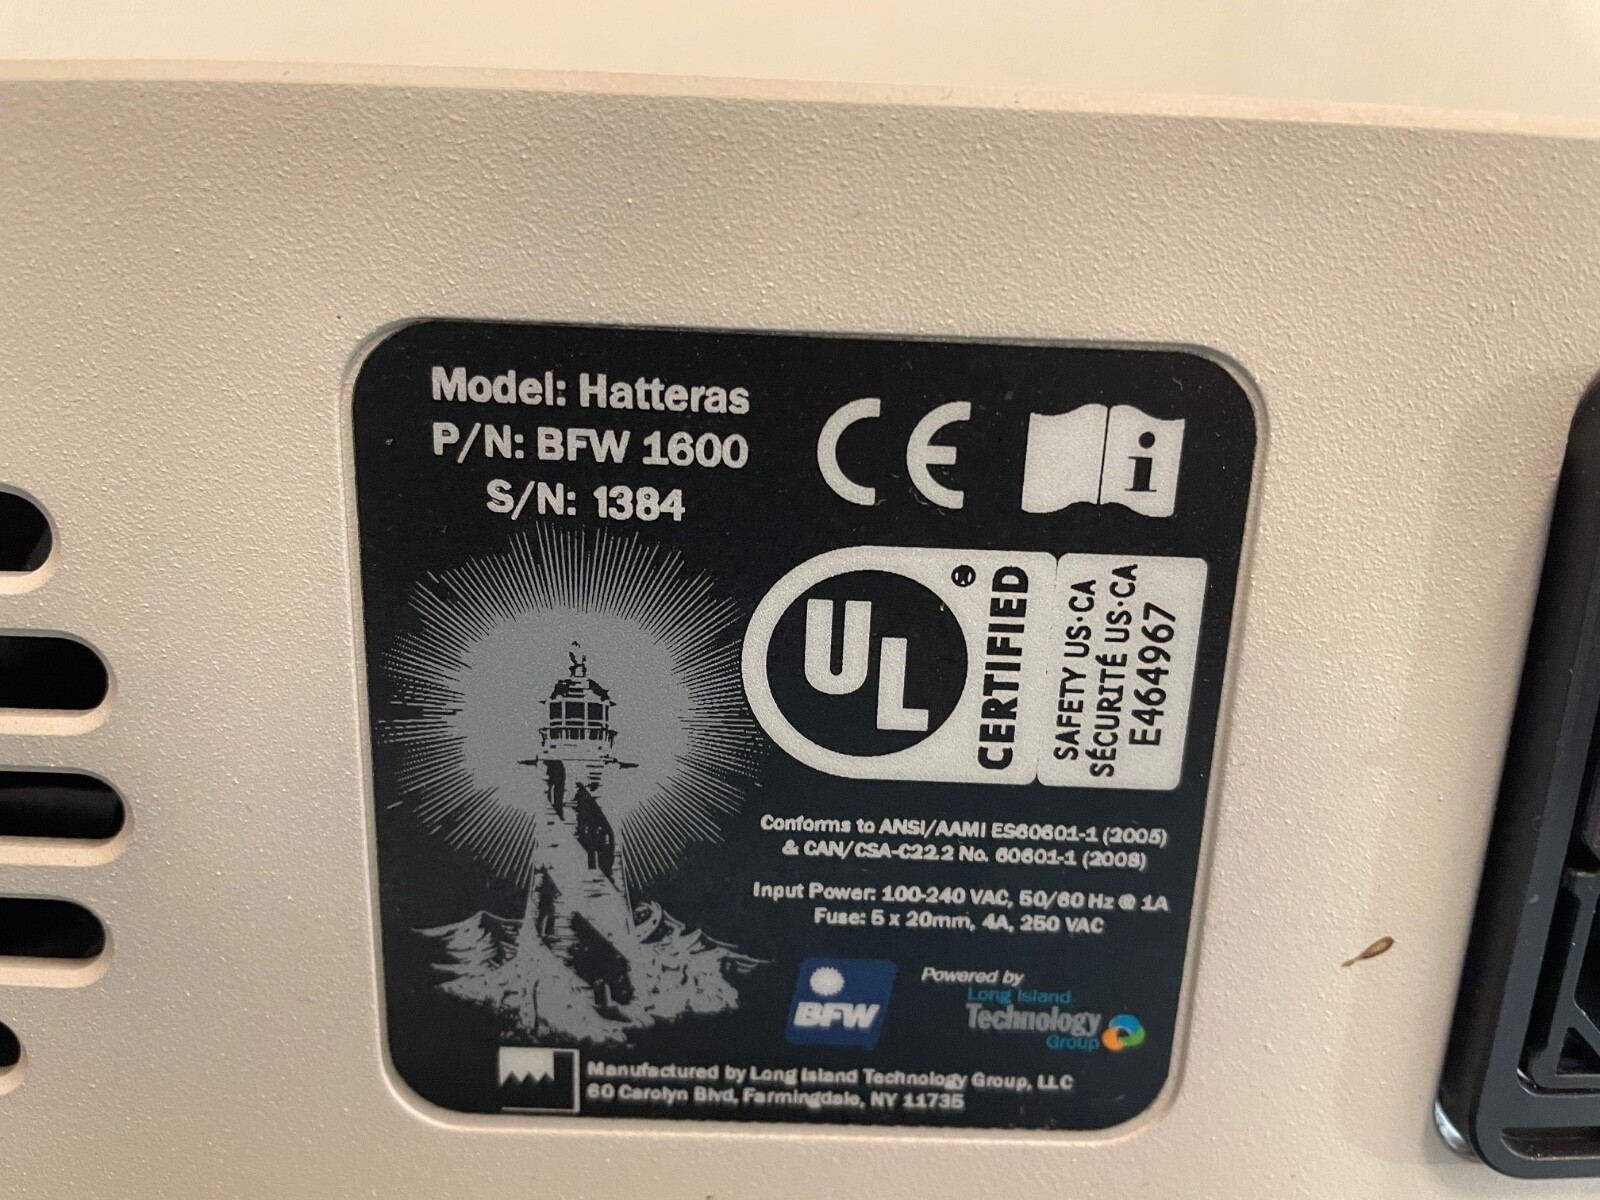 Model: Hatteras
P/N: BFW 1600
S/N: 1384
CE
i
UL
®
CERTIFIED
SAFETY US·CA
SÉCURITÉ US·CA
E464967
Conforms to ANSI/AAMI ES60601-1 (2005)
& CAN/CSA-C22.2 No. 60601-1 (2008)
Input Power: 100-240 VAC, 50/60 Hz @ 1A
Fuse: 5 x 20mm, 4A, 250 VAC
BFW
Powered by
Long Island
Technology
Group
Manufactured by Long Island Technology Group, LLC
60 Carolyn Blvd, Farmingdale, NY 11735